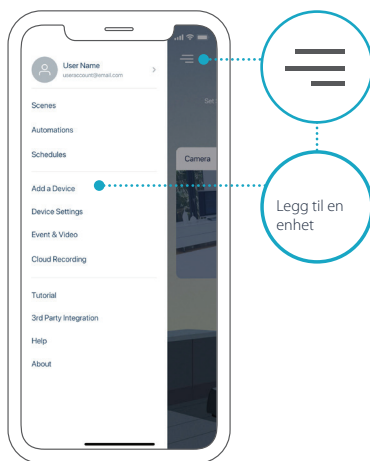 User Name
useraccount@email.com
Scenes
Automations
Schedules
Add a Device
Device Settings
Event & Video
Cloud Recording
Tutorial
3rd Party Integration
Help
About
Set
Camera
Legg til en
enhet